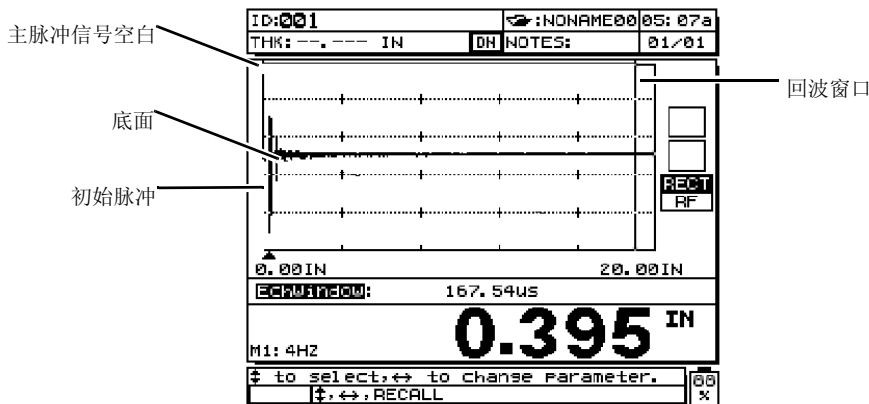 ID:001 :NONAME00 05:07a
THK:--.--- IN DH NOTES: 01/01
主脉冲信号空白
回波窗口
底面
初始脉冲
RECT
RF
0.00IN 20.00IN
EchWindow: 167.54us
0.395 IN
M1:4HZ
to select, ↔ to change parameter.
, ↔, RECALL
%